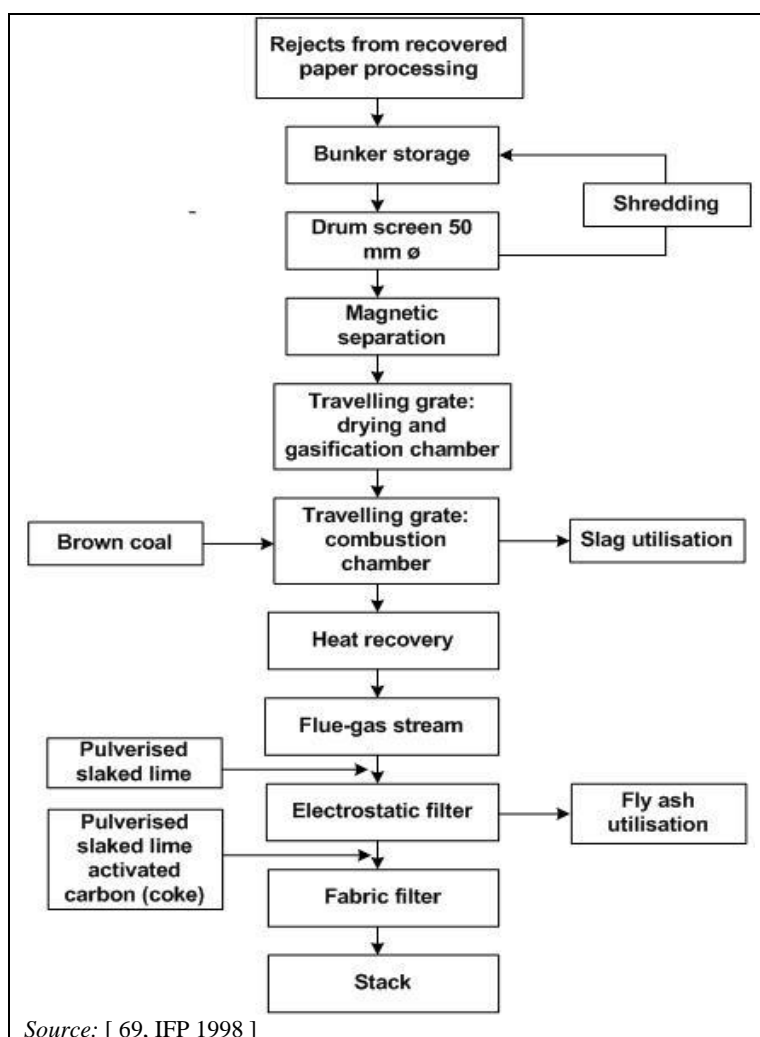 Rejects from recovered
paper processing
Bunker storage
Shredding
Drum screen 50
mm ø
Magnetic
separation
Travelling grate:
drying and
gasification chamber
Brown coal
Travelling grate:
combustion
chamber
Slag utilisation
Heat recovery
Flue-gas stream
Pulverised
slaked lime
Electrostatic filter
Fly ash
utilisation
Pulverised
slaked lime
activated
carbon (coke)
Fabric filter
Stack
Source: [ 69, IFP 1998 ]